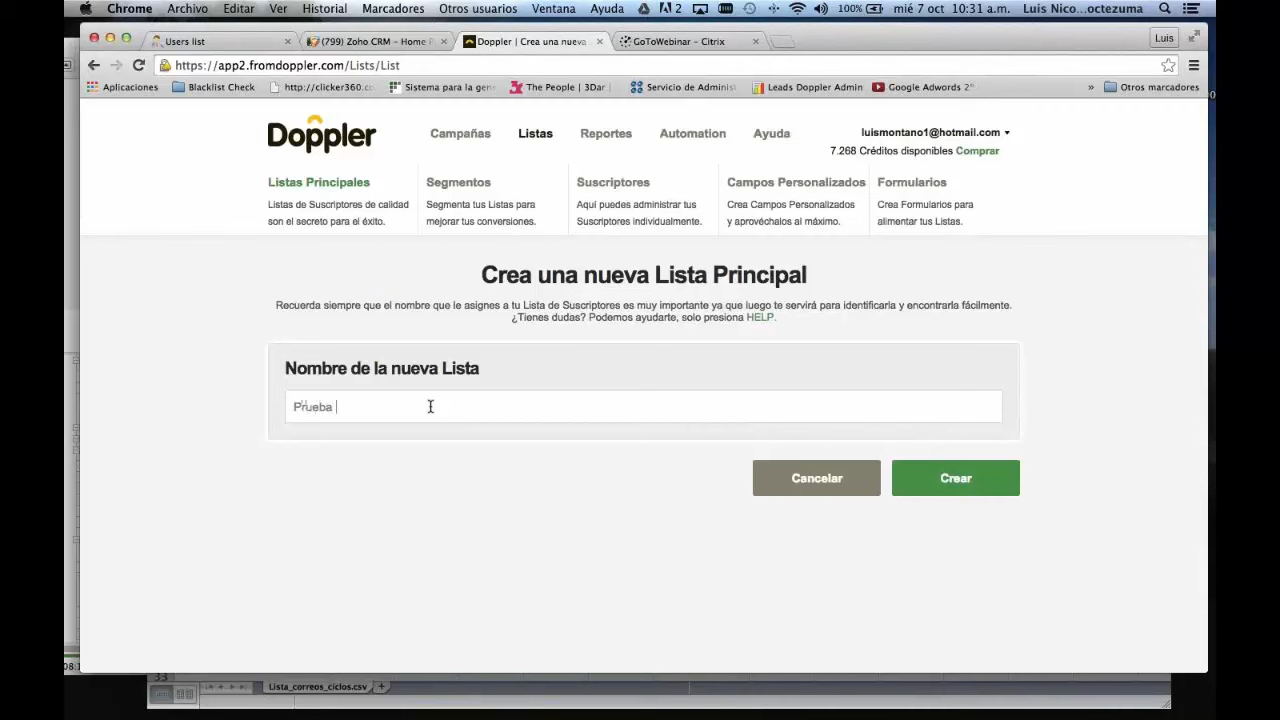 Chrome Archivo Editar Ver Historial Marcadores Otros usuarios Ventana Ayuda 2 100% mié 7 oct 10:31 a.m. Luis Nico...octezuma
Users list (799) Zoho CRM - Home P Doppler | Crea una nueva GoToWebinar - Citrix Luis
https://app2.fromdoppler.com/Lists/List
Aplicaciones Blacklist Check http://clicker360.c Sistema para la gen The People | 3Dar Servicio de Adminis Leads Doppler Admin Google Adwords 2° » Otros marcadores
Doppler Campañas Listas Reportes Automation Ayuda luismontano1@hotmail.com
7.268 Créditos disponibles Comprar
Listas Principales Segmentos Suscriptores Campos Personalizados Formularios
Listas de Suscriptores de calidad Segmenta tus Listas para Aquí puedes administrar tus Crea Campos Personalizados Crea Formularios para
son el secreto para el éxito. mejorar tus conversiones. Suscriptores individualmente. y aprovéchalos al máximo. alimentar tus Listas.
Crea una nueva Lista Principal
Recuerda siempre que el nombre que le asignes a tu Lista de Suscriptores es muy importante ya que luego te servirá para identificarla y encontrarla fácilmente.
¿Tienes dudas? Podemos ayudarte, solo presiona HELP.
Nombre de la nueva Lista
Prueba
Cancelar Crear
08:1
33
Lista_correos_ciclos.csv +